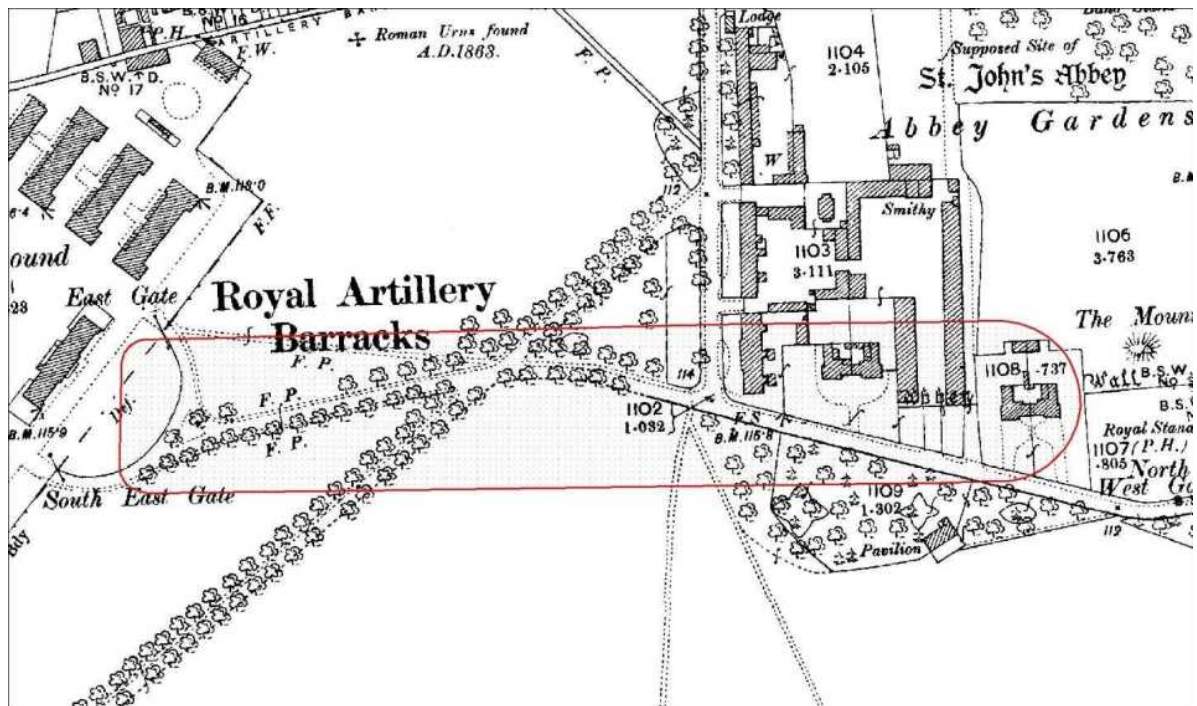 P.H.
No 16
ARTILLERY
F.W.
B.S.W.T.D.
No 17
Roman Urns found
A.D.1863.
F. P.
Lodge
1104
2·105
Supposed Site of
St. John's Abbey
Abbey Gardens
W
112
Smithy
B.M.118·0
F.F.
1103
3·111
1106
3·763
East Gate
Royal Artillery
Barracks
F. P.
The Moun
1108
·737
114
F. P.
F. P.
Def.
Wall
B.S.W.
1102
1·032
F.S.
B.M.115·8
B.M.115·9
Royal Stand
1107 (P.H.)
·805
North
West Ga
South East Gate
1109
1·302
Pavilion
112